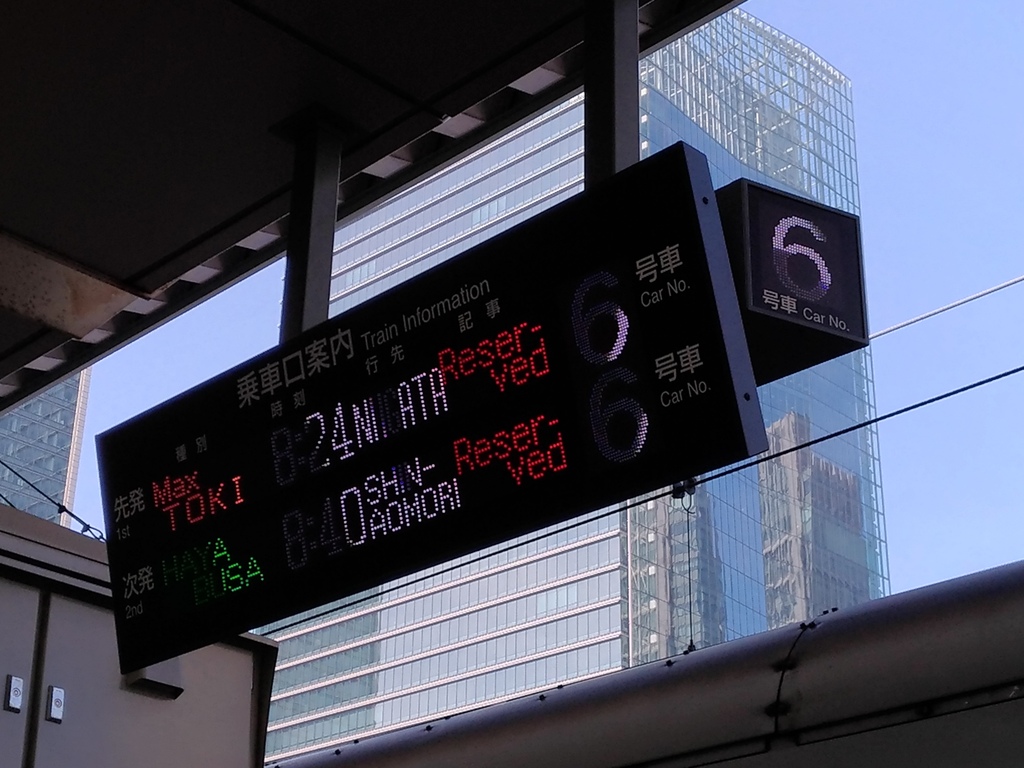 乗車口案内 Train Information
種別 時刻 行先 記事
先発 1st Max TOKI 8:24 NIIGATA Reser-ved 6 号車 Car No.
次発 2nd HAYABUSA 8:40 SHIN-AOMORI Reser-ved 6 号車 Car No.
6
号車 Car No.